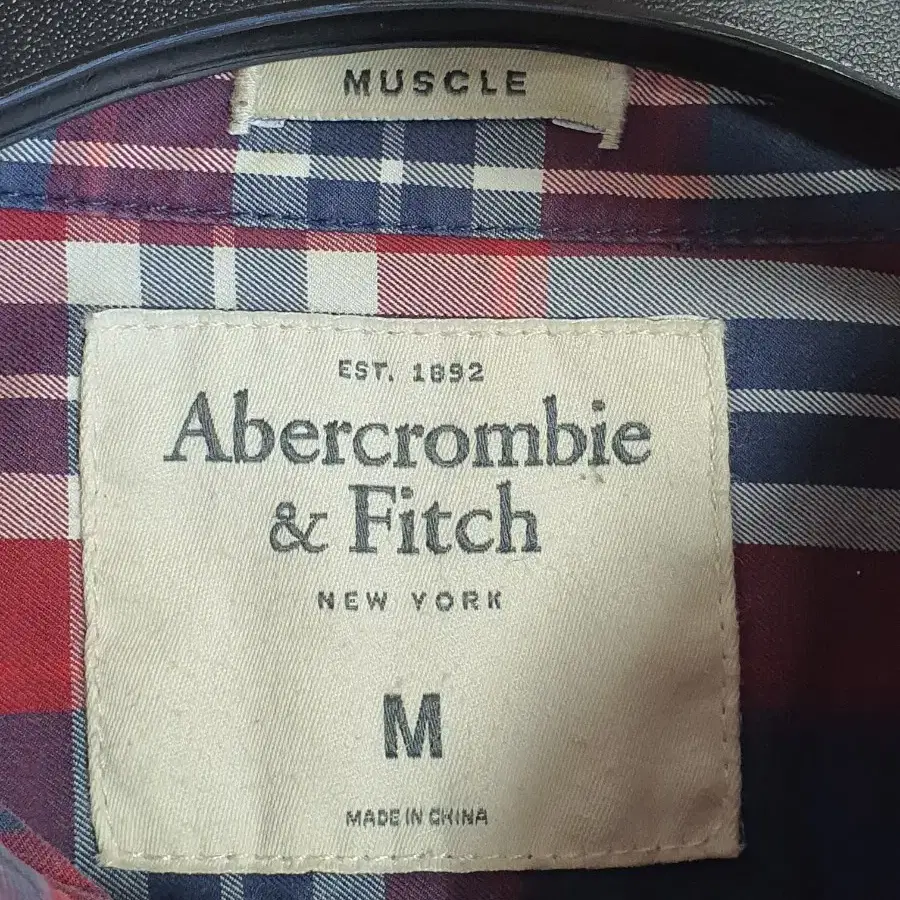 MUSCLE
EST. 1892
Abercrombie
& Fitch
NEW YORK
M
MADE IN CHINA